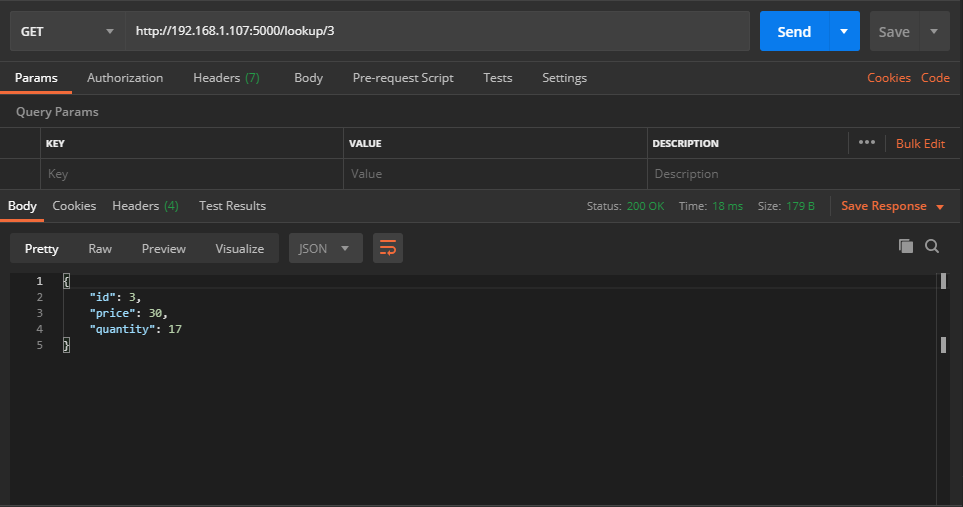 GET http://192.168.1.107:5000/lookup/3 Send Save
Params Authorization Headers (7) Body Pre-request Script Tests Settings Cookies Code
Query Params
KEY VALUE DESCRIPTION ••• Bulk Edit
Key Value Description
Body Cookies Headers (4) Test Results Status: 200 OK Time: 18 ms Size: 179 B Save Response
Pretty Raw Preview Visualize JSON
1 {
2 "id": 3,
3 "price": 30,
4 "quantity": 17
5 }